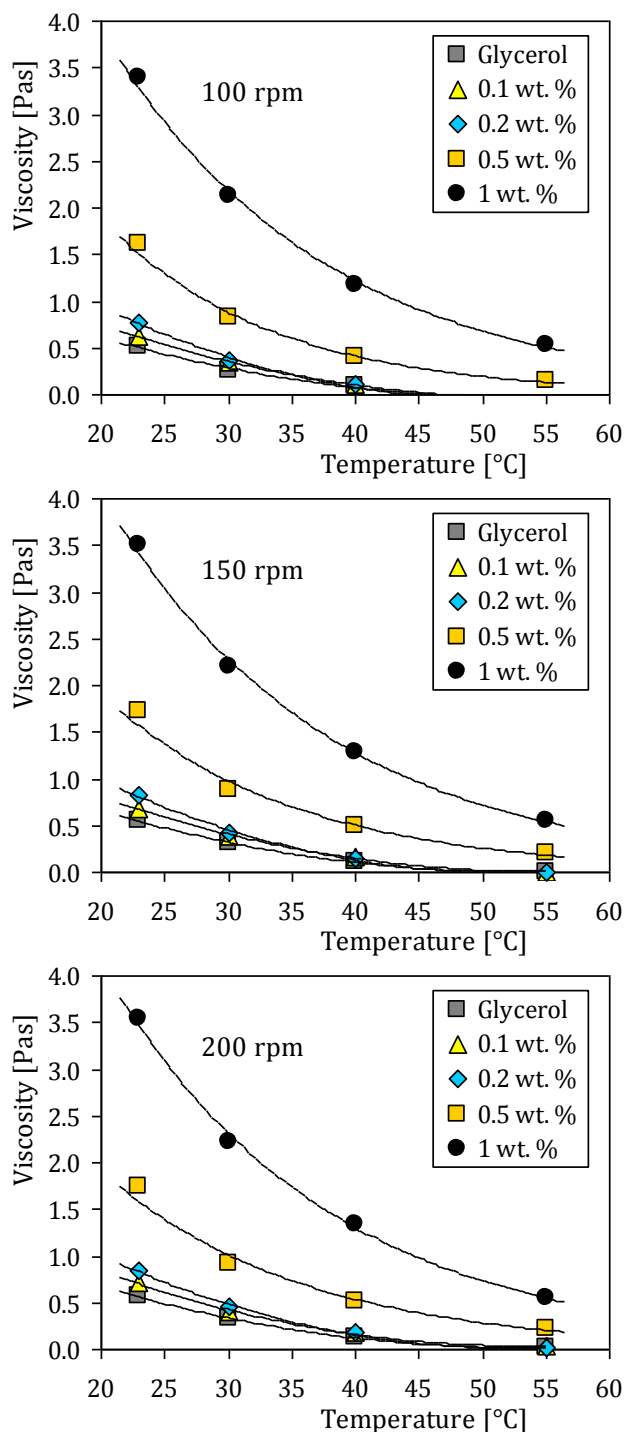 Viscosity [Pas]
4.0
3.5
3.0
2.5
2.0
1.5
1.0
0.5
0.0
100 rpm
Glycerol
0.1 wt. %
0.2 wt. %
0.5 wt. %
1 wt. %
20 25 30 35 40 45 50 55 60
Temperature [°C]
Viscosity [Pas]
4.0
3.5
3.0
2.5
2.0
1.5
1.0
0.5
0.0
150 rpm
Glycerol
0.1 wt. %
0.2 wt. %
0.5 wt. %
1 wt. %
20 25 30 35 40 45 50 55 60
Temperature [°C]
Viscosity [Pas]
4.0
3.5
3.0
2.5
2.0
1.5
1.0
0.5
0.0
200 rpm
Glycerol
0.1 wt. %
0.2 wt. %
0.5 wt. %
1 wt. %
20 25 30 35 40 45 50 55 60
Temperature [°C]